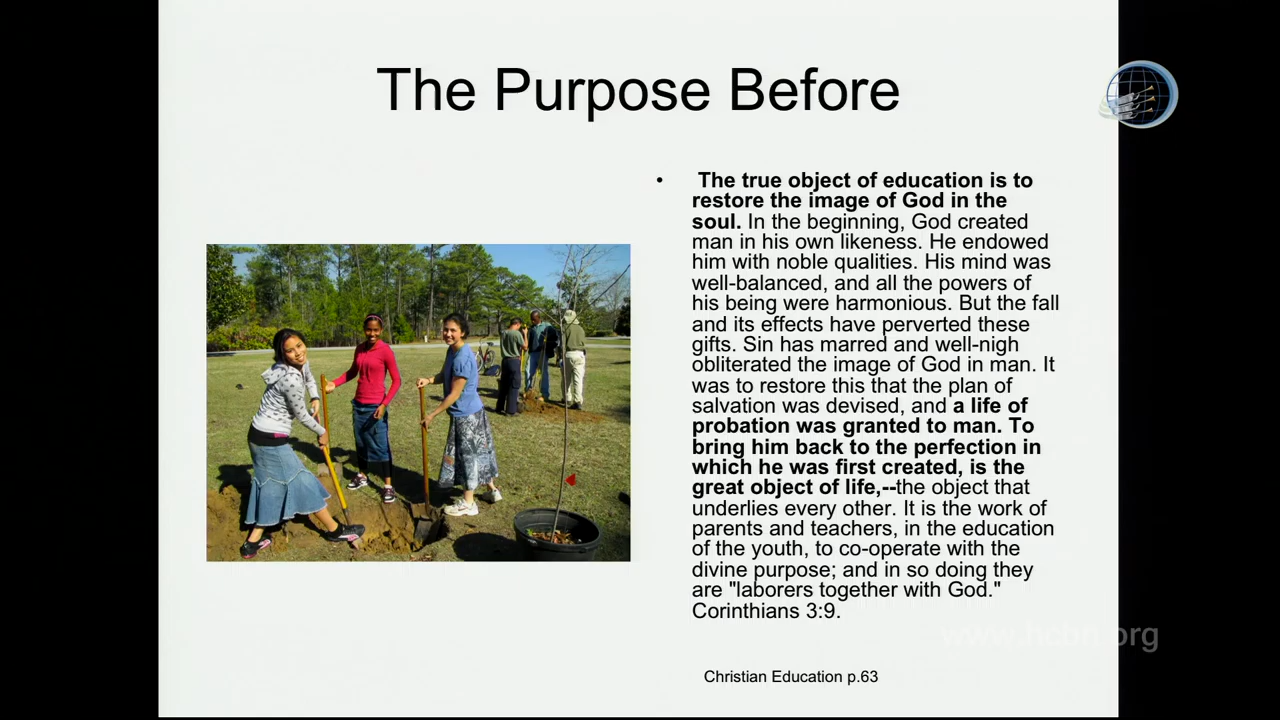 The Purpose Before
• The true object of education is to
restore the image of God in the
soul. In the beginning, God created
man in his own likeness. He endowed
him with noble qualities. His mind was
well-balanced, and all the powers of
his being were harmonious. But the fall
and its effects have perverted these
gifts. Sin has marred and well-nigh
obliterated the image of God in man. It
was to restore this that the plan of
salvation was devised, and a life of
probation was granted to man. To
bring him back to the perfection in
which he was first created, is the
great object of life,--the object that
underlies every other. It is the work of
parents and teachers, in the education
of the youth, to co-operate with the
divine purpose; and in so doing they
are "laborers together with God."
Corinthians 3:9.
www.hcbn.org
Christian Education p.63